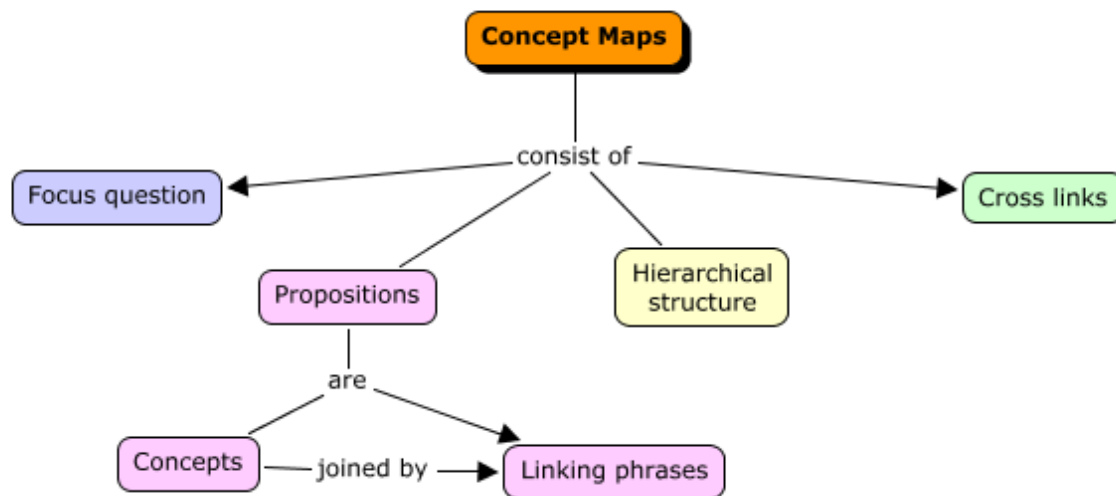 Concept Maps
consist of
Focus question
Cross links
Propositions
Hierarchical
structure
are
Concepts
joined by
Linking phrases